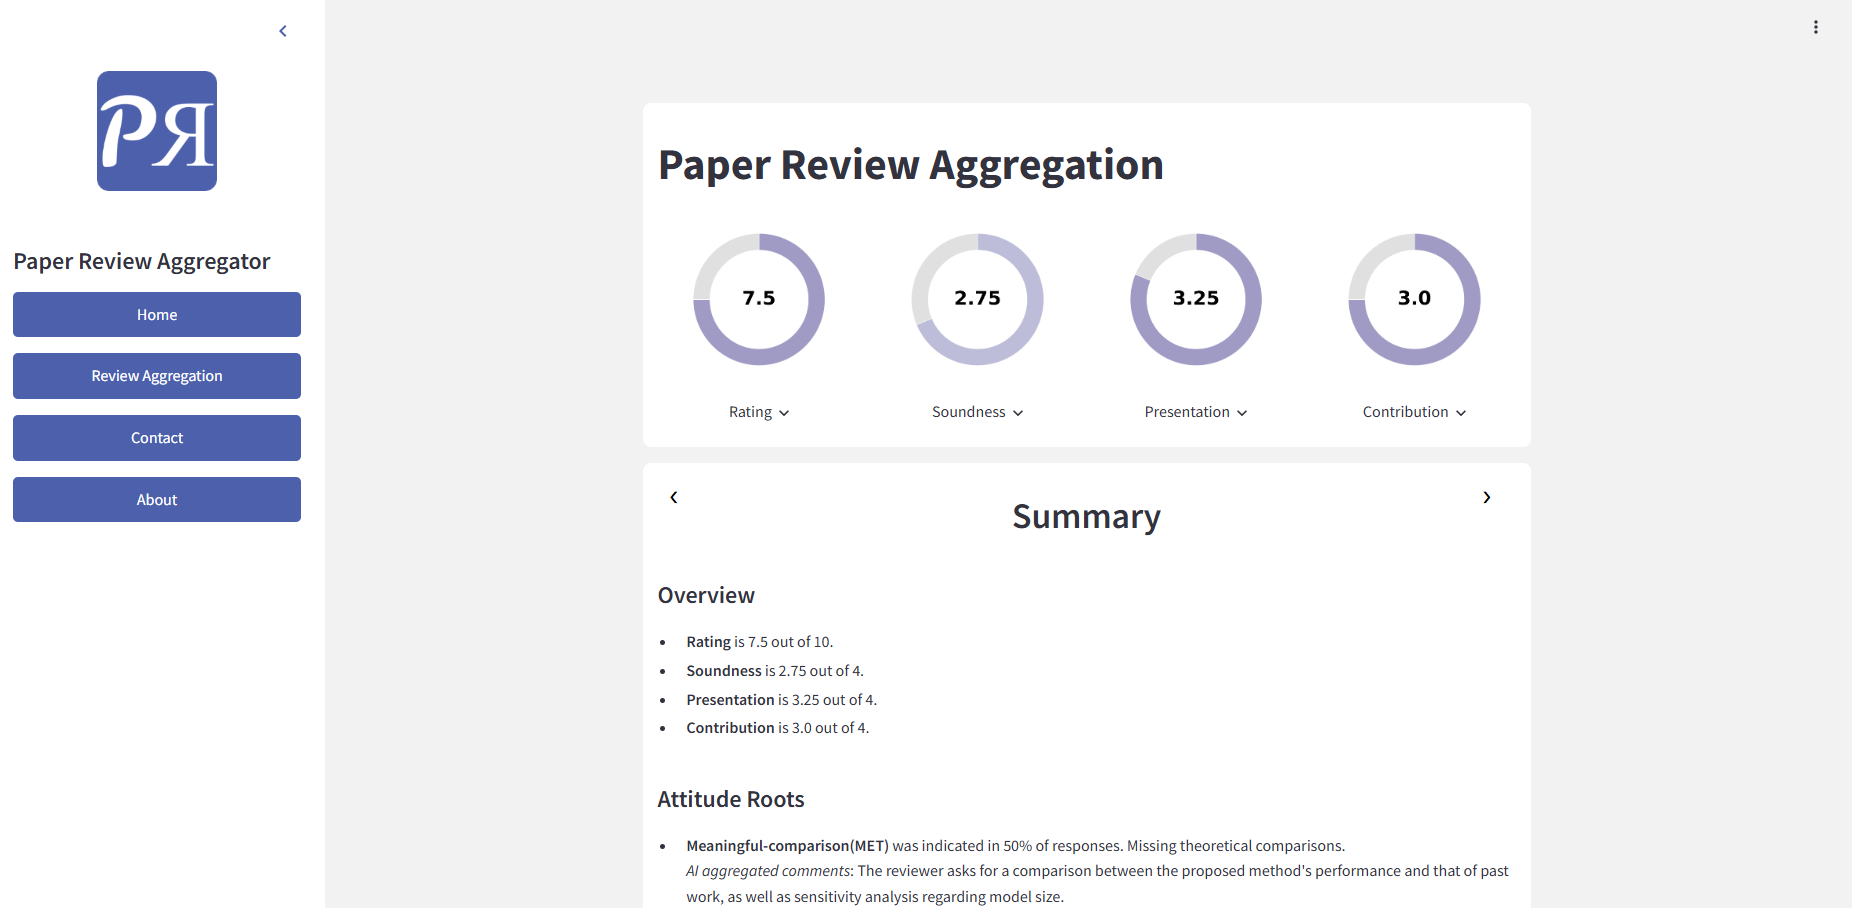 PЯ
Paper Review Aggregator
Home
Review Aggregation
Contact
About
Paper Review Aggregation
7.5
2.75
3.25
3.0
Rating
Soundness
Presentation
Contribution
Summary
Overview
• Rating is 7.5 out of 10.
• Soundness is 2.75 out of 4.
• Presentation is 3.25 out of 4.
• Contribution is 3.0 out of 4.
Attitude Roots
• Meaningful-comparison(MET) was indicated in 50% of responses. Missing theoretical comparisons.
AI aggregated comments: The reviewer asks for a comparison between the proposed method's performance and that of past
work, as well as sensitivity analysis regarding model size.